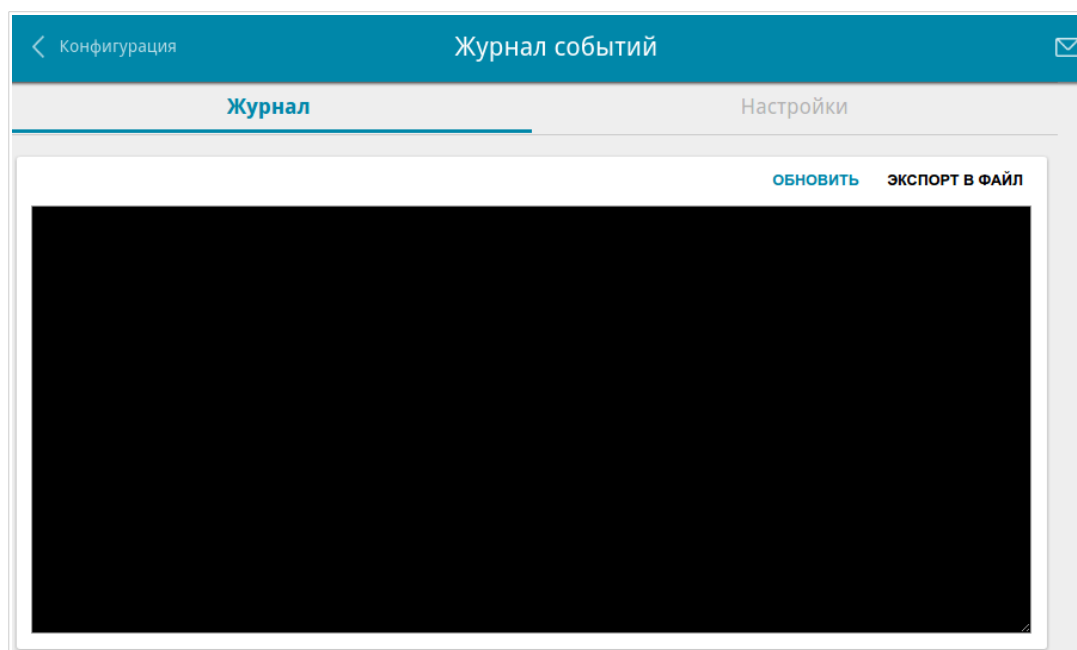 Конфигурация
Журнал событий
Журнал
Настройки
ОБНОВИТЬ
ЭКСПОРТ В ФАЙЛ